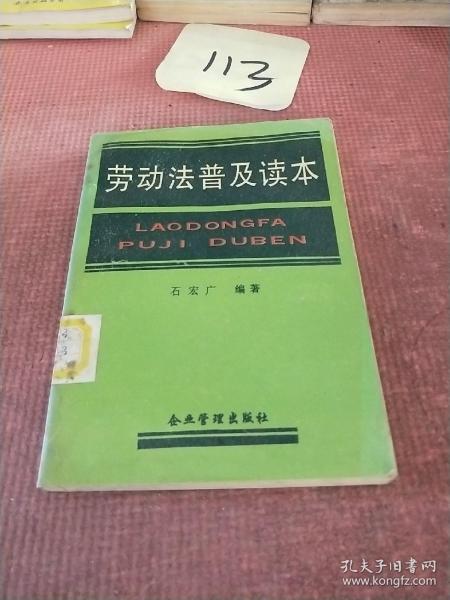 113
劳动法普及读本
LAODONGFA
PUJI DUBEN
石宏广 编著
企业管理出版社
孔夫子旧书网
www.kongfz.com